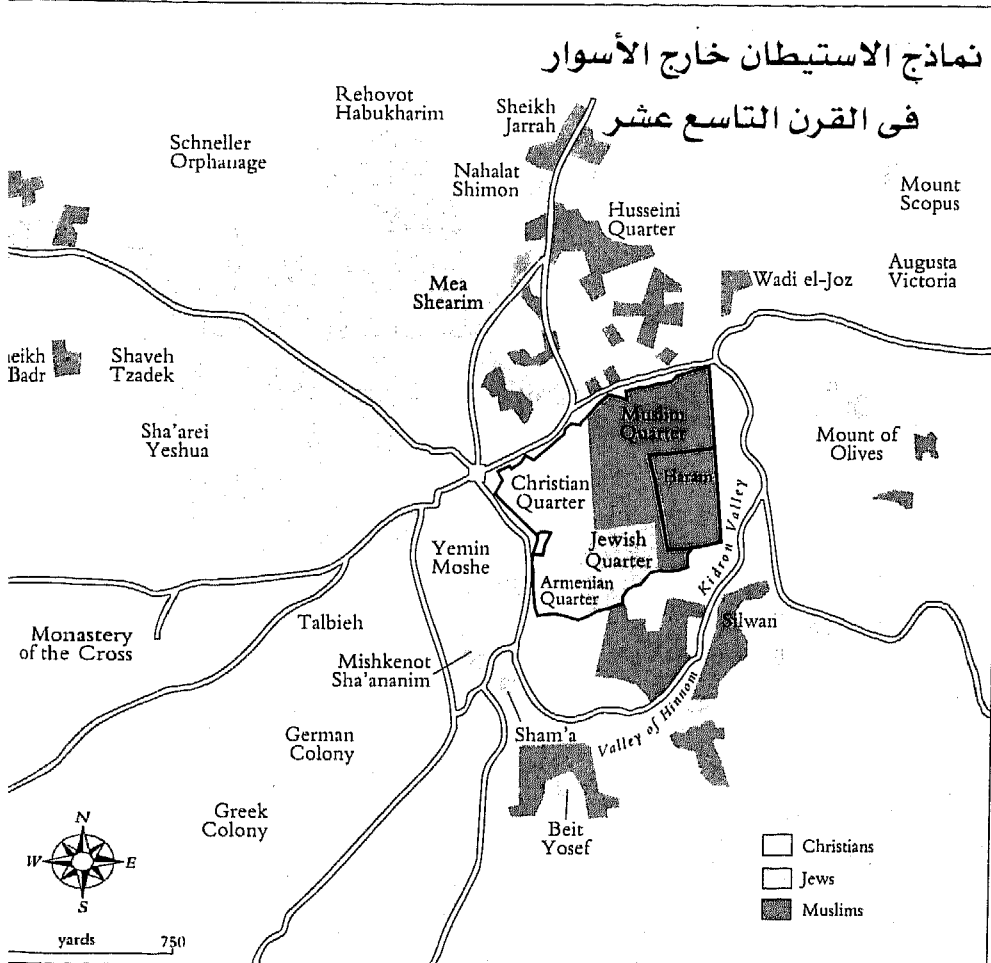 نماذج الاستيطان خارج الأسوار
فى القرن التاسع عشر
Rehovot
Habukharim
Sheikh
Jarrah
Schneller
Orphanage
Nahalat
Shimon
Mount
Scopus
Husseini
Quarter
Augusta
Victoria
Wadi el-Joz
Mea
Shearim
eikh
Badr
Shaveh
Tzadek
Sha'arei
Yeshua
Muslim
Quarter
Mount of
Olives
Haram
Christian
Quarter
Jewish
Quarter
Kidron Valley
Yemin
Moshe
Armenian
Quarter
Silwan
Talbieh
Monastery
of the Cross
Mishkenot
Sha'ananim
Valley of Hinnom
Sham'a
German
Colony
Greek
Colony
Beit
Yosef
N
W
E
S
Christians
Jews
Muslims
yards 750